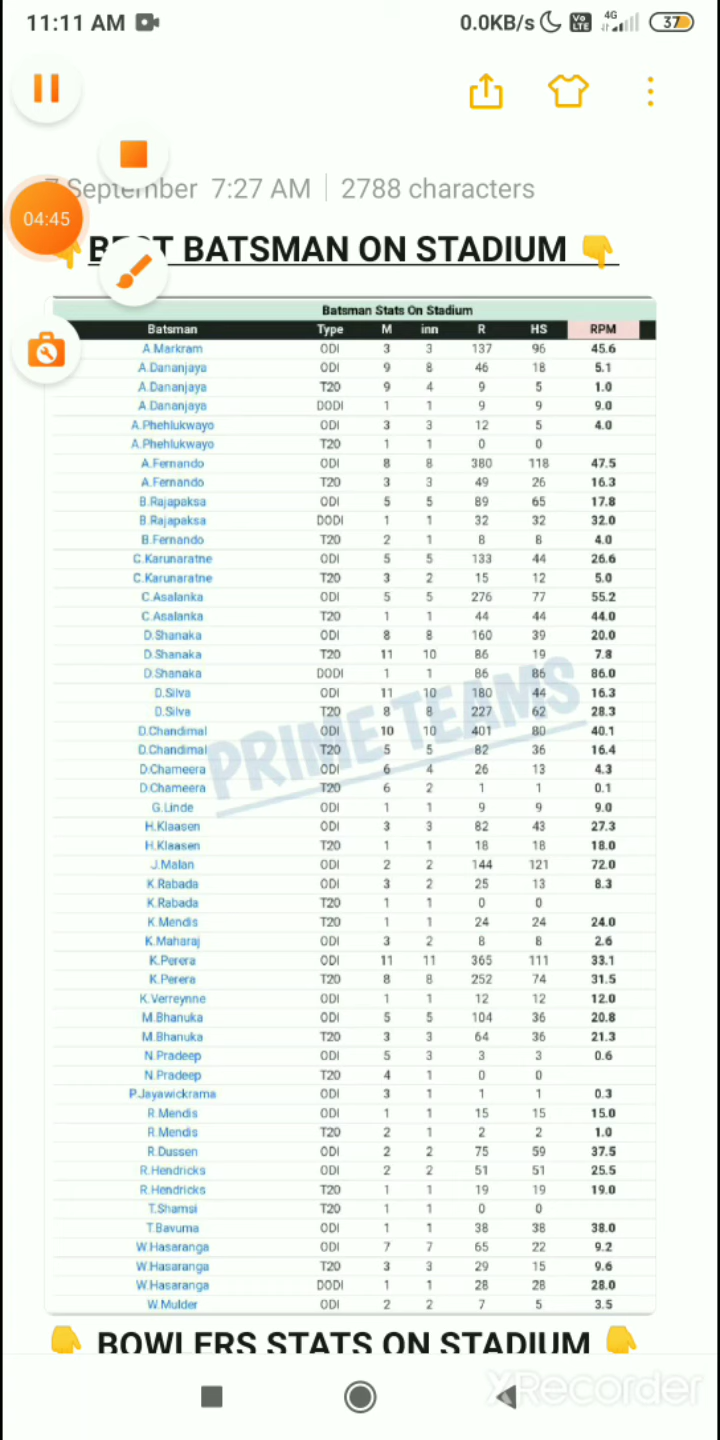 11:11 AM 0.0KB/s Vo LTE 4G 37
7 September 7:27 AM 2788 characters
04:45
BEST BATSMAN ON STADIUM
Batsman Stats On Stadium
Batsman Type M inn R HS RPM
A.Markram ODI 3 3 137 96 45.6
A.Dananjaya ODI 9 8 46 18 5.1
A.Dananjaya T20 9 4 9 5 1.0
A.Dananjaya DODI 1 1 9 9 9.0
A.Phehlukwayo ODI 3 3 12 5 4.0
A.Phehlukwayo T20 1 1 0 0
A.Fernando ODI 8 8 380 118 47.5
A.Fernando T20 3 3 49 26 16.3
B.Rajapaksa ODI 5 5 89 65 17.8
B.Rajapaksa DODI 1 1 32 32 32.0
B.Fernando T20 2 1 8 8 4.0
C.Karunaratne ODI 5 5 133 44 26.6
C.Karunaratne T20 3 2 15 12 5.0
C.Asalanka ODI 5 5 276 77 55.2
C.Asalanka T20 1 1 44 44 44.0
D.Shanaka ODI 8 8 160 39 20.0
D.Shanaka T20 11 10 86 19 7.8
D.Shanaka DODI 1 1 86 86 86.0
D.Silva ODI 11 10 180 44 16.3
D.Silva T20 8 8 227 62 28.3
D.Chandimal ODI 10 10 401 80 40.1
D.Chandimal T20 5 5 82 36 16.4
D.Chameera ODI 6 4 26 13 4.3
D.Chameera T20 6 2 1 1 0.1
G.Linde ODI 1 1 9 9 9.0
H.Klaasen ODI 3 3 82 43 27.3
H.Klaasen T20 1 1 18 18 18.0
J.Malan ODI 2 2 144 121 72.0
K.Rabada ODI 3 2 25 13 8.3
K.Rabada T20 1 1 0 0
K.Mendis T20 1 1 24 24 24.0
K.Maharaj ODI 3 2 8 8 2.6
K.Perera ODI 11 11 365 111 33.1
K.Perera T20 8 8 252 74 31.5
K.Verreynne ODI 1 1 12 12 12.0
M.Bhanuka ODI 5 5 104 36 20.8
M.Bhanuka T20 3 3 64 36 21.3
N.Pradeep ODI 5 3 3 3 0.6
N.Pradeep T20 4 1 0 0
P.Jayawickrama ODI 3 1 1 1 0.3
R.Mendis ODI 1 1 15 15 15.0
R.Mendis T20 2 1 2 2 1.0
R.Dussen ODI 2 2 75 59 37.5
R.Hendricks ODI 2 2 51 51 25.5
R.Hendricks T20 1 1 19 19 19.0
T.Shamsi T20 1 1 0 0
T.Bavuma ODI 1 1 38 38 38.0
W.Hasaranga ODI 7 7 65 22 9.2
W.Hasaranga T20 3 3 29 15 9.6
W.Hasaranga DODI 1 1 28 28 28.0
W.Mulder ODI 2 2 7 5 3.5
PRIME TEAMS
BOWLERS STATS ON STADIUM
XRecorder